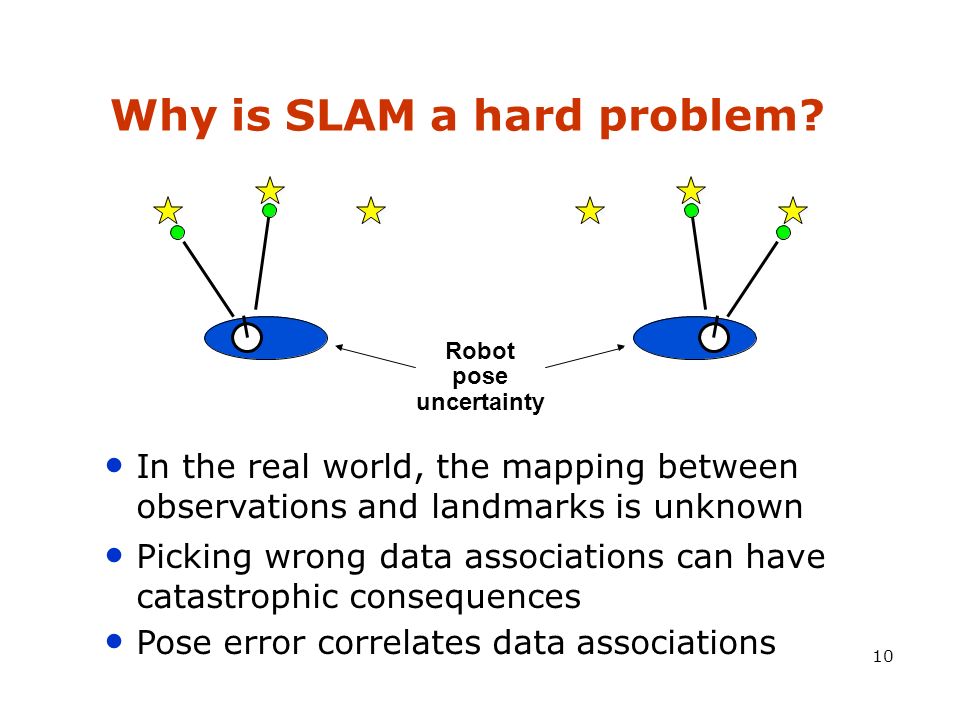 Why is SLAM a hard problem?
Robot
pose
uncertainty
• In the real world, the mapping between
observations and landmarks is unknown
• Picking wrong data associations can have
catastrophic consequences
• Pose error correlates data associations
10